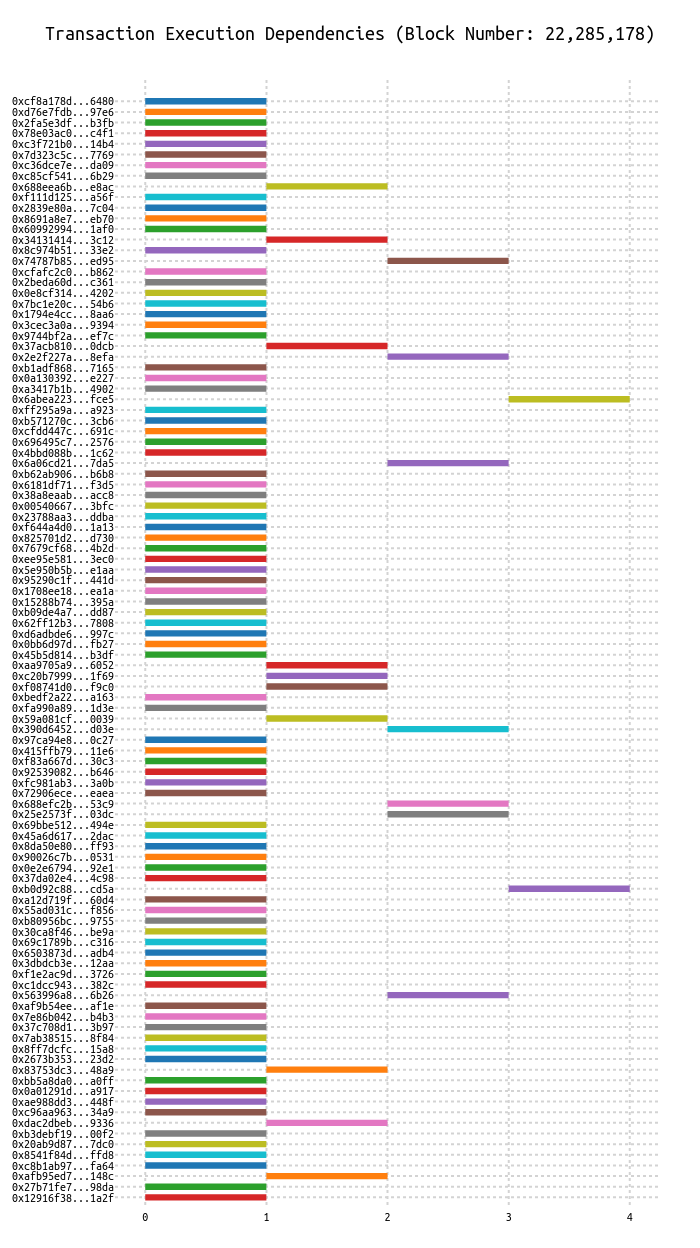 Transaction Execution Dependencies (Block Number: 22,285,178)
0xcf8a178d...6480
0xd76e7fdb...97e6
0x2fa5e3df...b3fb
0x78e03ac0...c4f1
0xc3f721b0...14b4
0x7d323c5c...7769
0xc36dce7e...da09
0xc85cf541...6b29
0x688eea6b...e8ac
0xf111d125...a56f
0x2839e80a...7c04
0x8691a8e7...eb70
0x60992994...1af0
0x34131414...3c12
0x8c974b51...33e2
0x74787b85...ed95
0xcfafc2c0...b862
0x2beda60d...c361
0x0e8cf314...4202
0x7bc1e20c...54b6
0x1794e4cc...8aa6
0x3cec3a0a...9394
0x9744bf2a...ef7c
0x37acb810...0dcb
0x2e2f227a...8efa
0xb1adf868...7165
0x0a130392...e227
0xa3417b1b...4902
0x6abea223...fce5
0xff295a9a...a923
0xb571270c...3cb6
0xcfdd447c...691c
0x696495c7...2576
0x4bbd088b...1c62
0x6a06cd21...7da5
0xb62ab906...b6b8
0x6181df71...f3d5
0x38a8eaab...acc8
0x00540667...3bfc
0x23788aa3...ddba
0xf644a4d0...1a13
0x825701d2...d730
0x7679cf68...4b2d
0xee95e581...3ec0
0x5e950b5b...e1aa
0x95290c1f...441d
0x1708ee18...ea1a
0x15288b74...395a
0xb09de4a7...dd87
0x62ff12b3...7808
0xd6adbde6...997c
0x0bb6d97d...fb27
0x45b5d814...b3df
0xaa9705a9...6052
0xc20b7999...1f69
0xf08741d0...f9c0
0xbedf2a22...a163
0xfa990a89...1d3e
0x59a081cf...0039
0x390d6452...d03e
0x97ca94e8...0c27
0x415ffb79...11e6
0xf83a667d...30c3
0x92539082...b646
0xfc981ab3...3a0b
0x72906ece...eaea
0x688efc2b...53c9
0x25e2573f...03dc
0x69bbe512...494e
0x45a6d617...2dac
0x8da50e80...ff93
0x90026c7b...0531
0x0e2e6794...92e1
0x37da02e4...4c98
0xb0d92c88...cd5a
0xa12d719f...60d4
0x55ad031c...f856
0xb80956bc...9755
0x30ca8f46...be9a
0x69c1789b...c316
0x6503873d...adb4
0x3dbdcb3e...12aa
0xf1e2ac9d...3726
0xc1dcc943...382c
0x563996a8...6b26
0xaf9b54ee...af1e
0x7e86b042...b4b3
0x37c708d1...3b97
0x7ab38515...8f84
0x8ff7dcfc...15a8
0x2673b353...23d2
0x83753dc3...48a9
0xbb5a8da0...a0ff
0x0a01291d...a917
0xae988dd3...448f
0xc96aa963...34a9
0xdac2dbeb...9336
0xb3debf19...00f2
0x20ab9d87...7dc0
0x8541f84d...ffd8
0xc8b1ab97...fa64
0xafb95ed7...148c
0x27b71fe7...98da
0x12916f38...1a2f
0 1 2 3 4